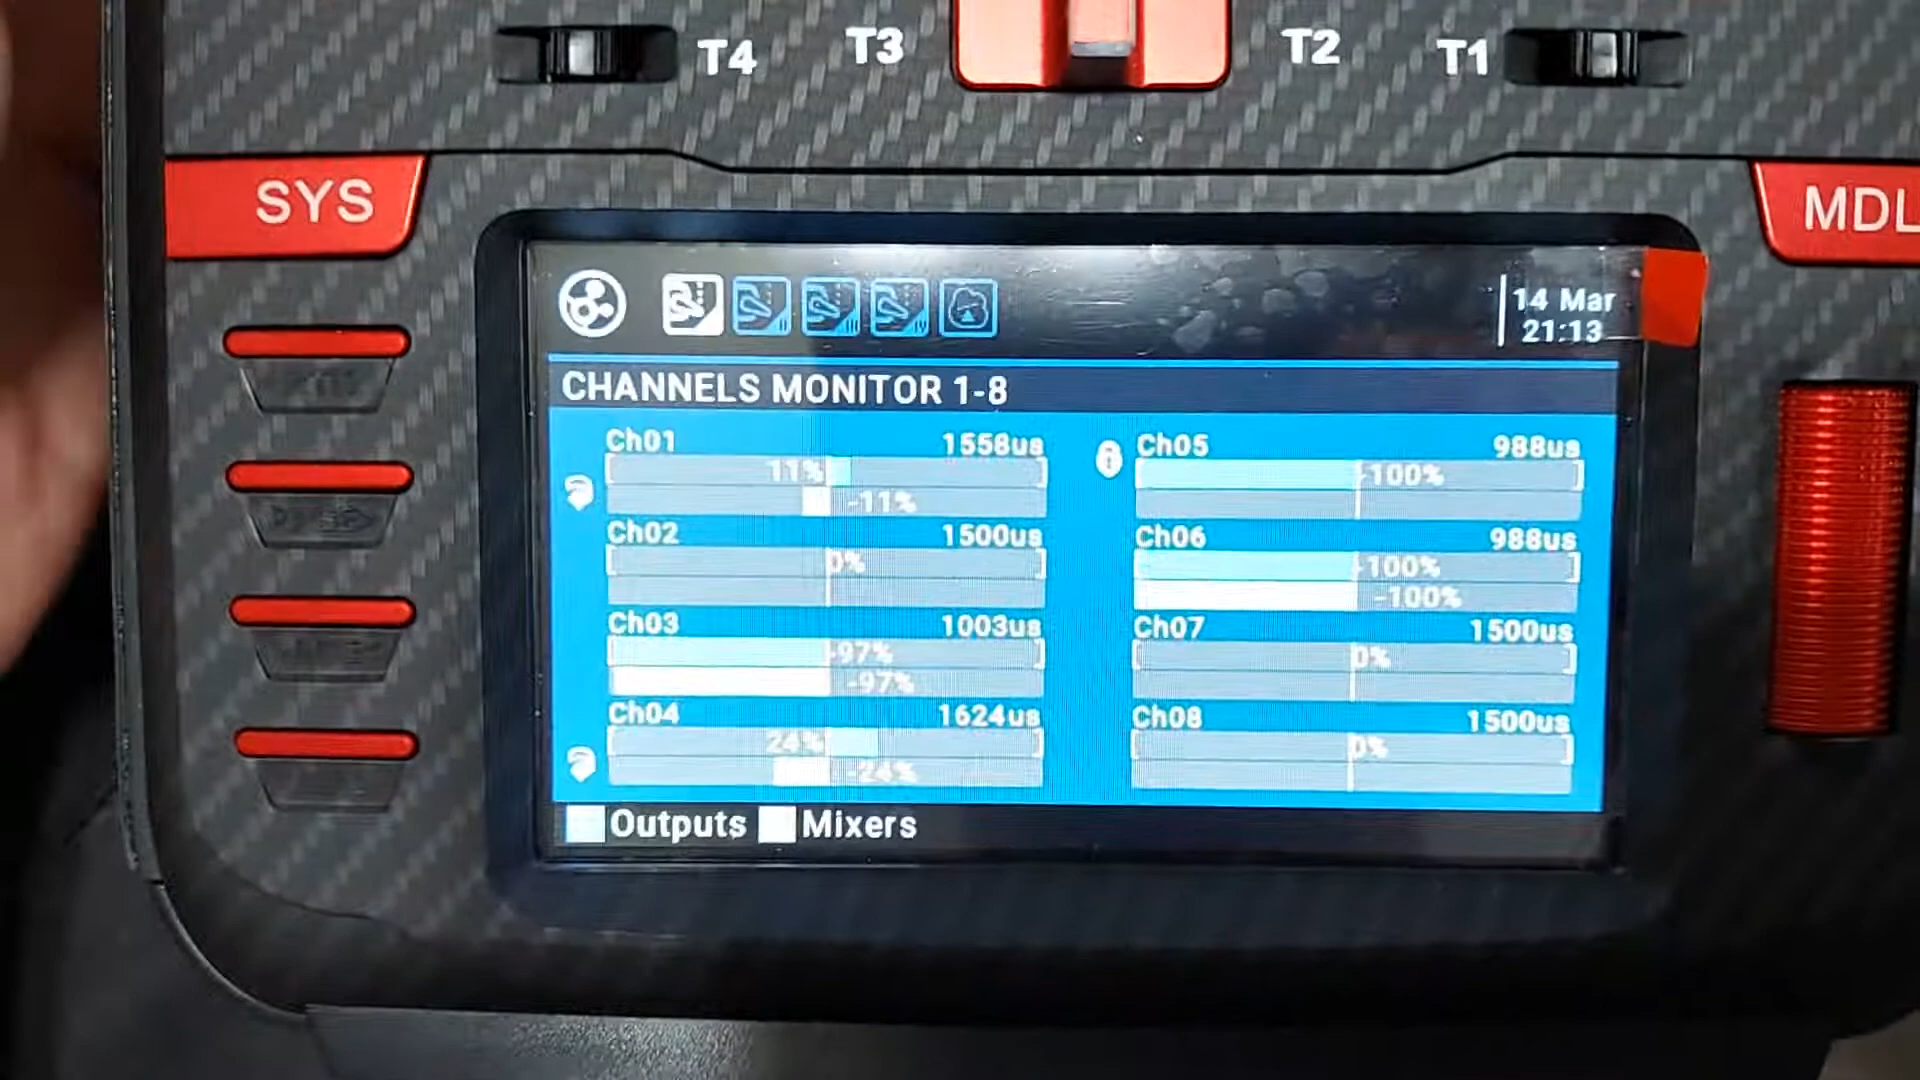 T4 T3 T2 T1
SYS
MDL
14 Mar
21:13
CHANNELS MONITOR 1-8
Ch01 1558us
11%
-11%
Ch02 1500us
0%
Ch03 1003us
-97%
-97%
Ch04 1624us
24%
-24%
Ch05 988us
-100%
Ch06 988us
-100%
-100%
Ch07 1500us
0%
Ch08 1500us
0%
Outputs Mixers